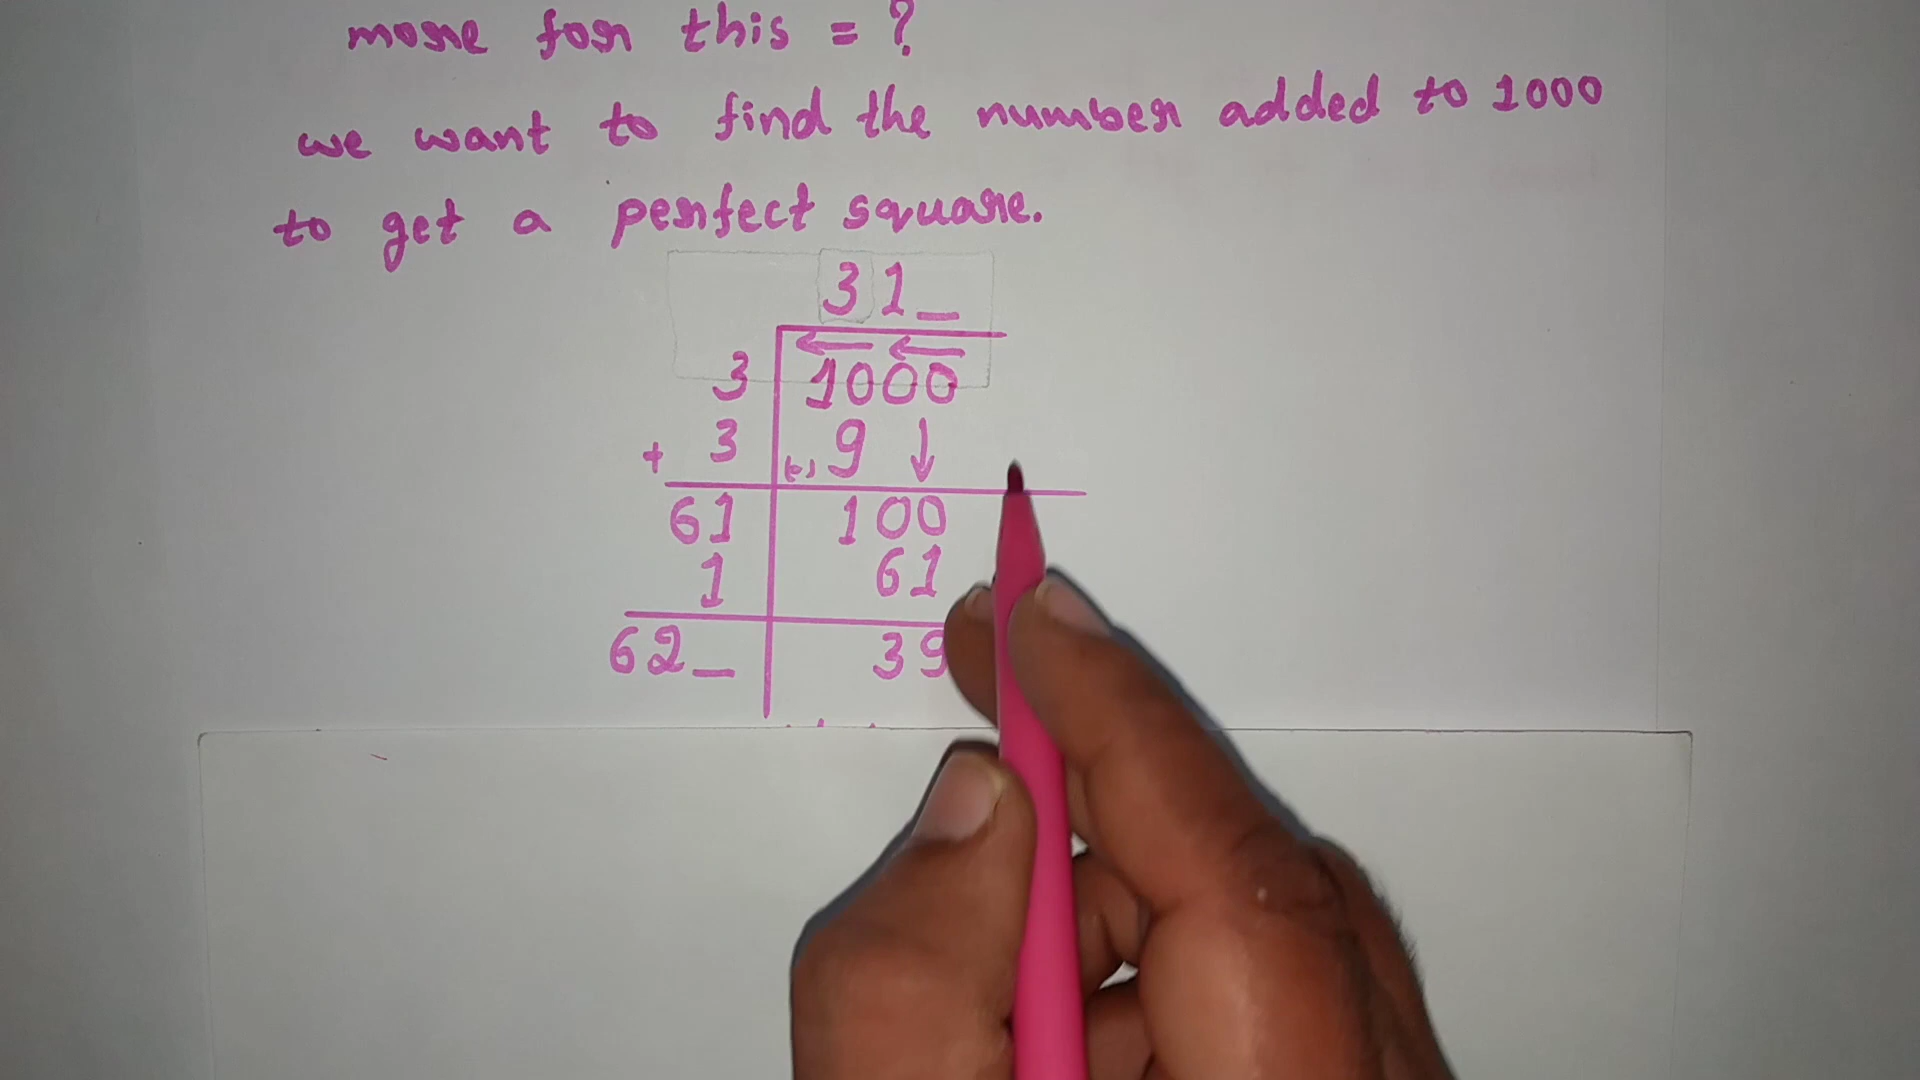 more for this = ?
we want to find the number added to 1000
to get a perfect square.
31_
3 1000
+ 3 (-) 9 ↓
61 100
1 61
62_ 39